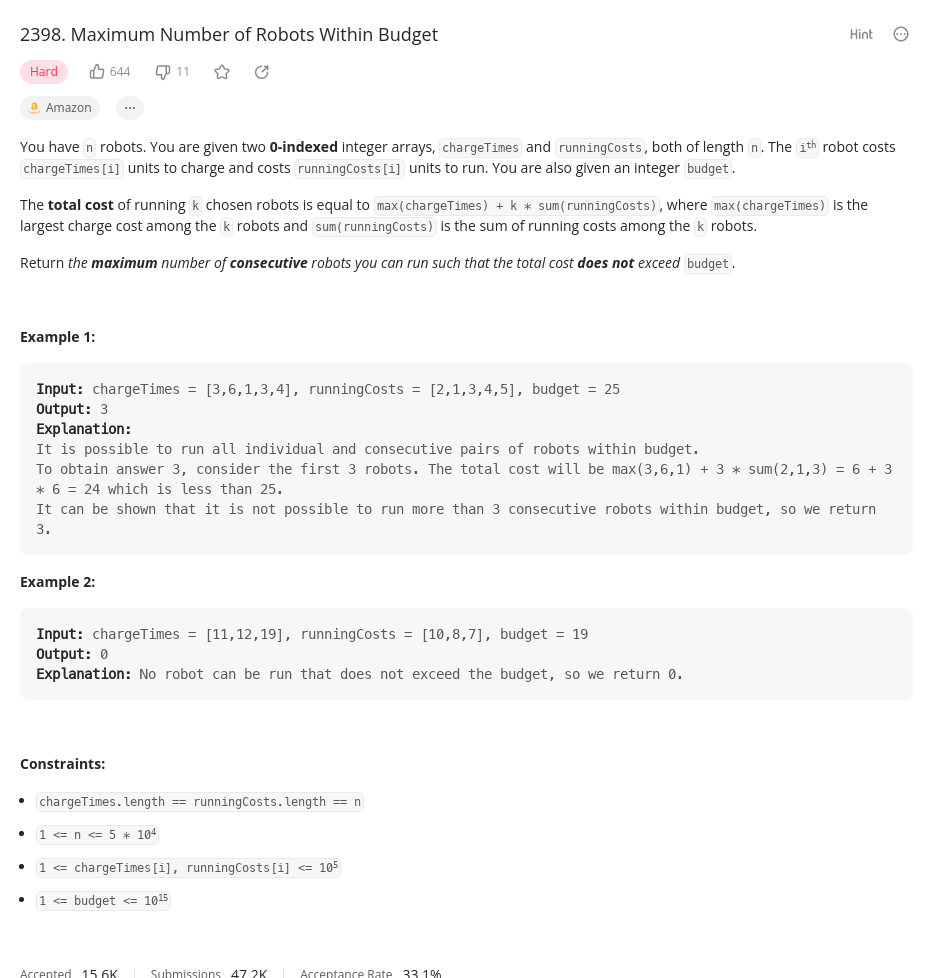 2398. Maximum Number of Robots Within Budget
Hint
Hard 644 11
a Amazon ...
You have n robots. You are given two 0-indexed integer arrays, chargeTimes and runningCosts, both of length n. The iᵗʰ robot costs
chargeTimes[i] units to charge and costs runningCosts[i] units to run. You are also given an integer budget.
The total cost of running k chosen robots is equal to max(chargeTimes) + k * sum(runningCosts), where max(chargeTimes) is the
largest charge cost among the k robots and sum(runningCosts) is the sum of running costs among the k robots.
Return the maximum number of consecutive robots you can run such that the total cost does not exceed budget.
Example 1:
Input: chargeTimes = [3,6,1,3,4], runningCosts = [2,1,3,4,5], budget = 25
Output: 3
Explanation:
It is possible to run all individual and consecutive pairs of robots within budget.
To obtain answer 3, consider the first 3 robots. The total cost will be max(3,6,1) + 3 * sum(2,1,3) = 6 + 3
* 6 = 24 which is less than 25.
It can be shown that it is not possible to run more than 3 consecutive robots within budget, so we return
3.
Example 2:
Input: chargeTimes = [11,12,19], runningCosts = [10,8,7], budget = 19
Output: 0
Explanation: No robot can be run that does not exceed the budget, so we return 0.
Constraints:
• chargeTimes.length == runningCosts.length == n
• 1 <= n <= 5 * 10⁴
• 1 <= chargeTimes[i], runningCosts[i] <= 10⁵
• 1 <= budget <= 10¹⁵
Accepted 15.6K Submissions 47.2K Acceptance Rate 33.1%